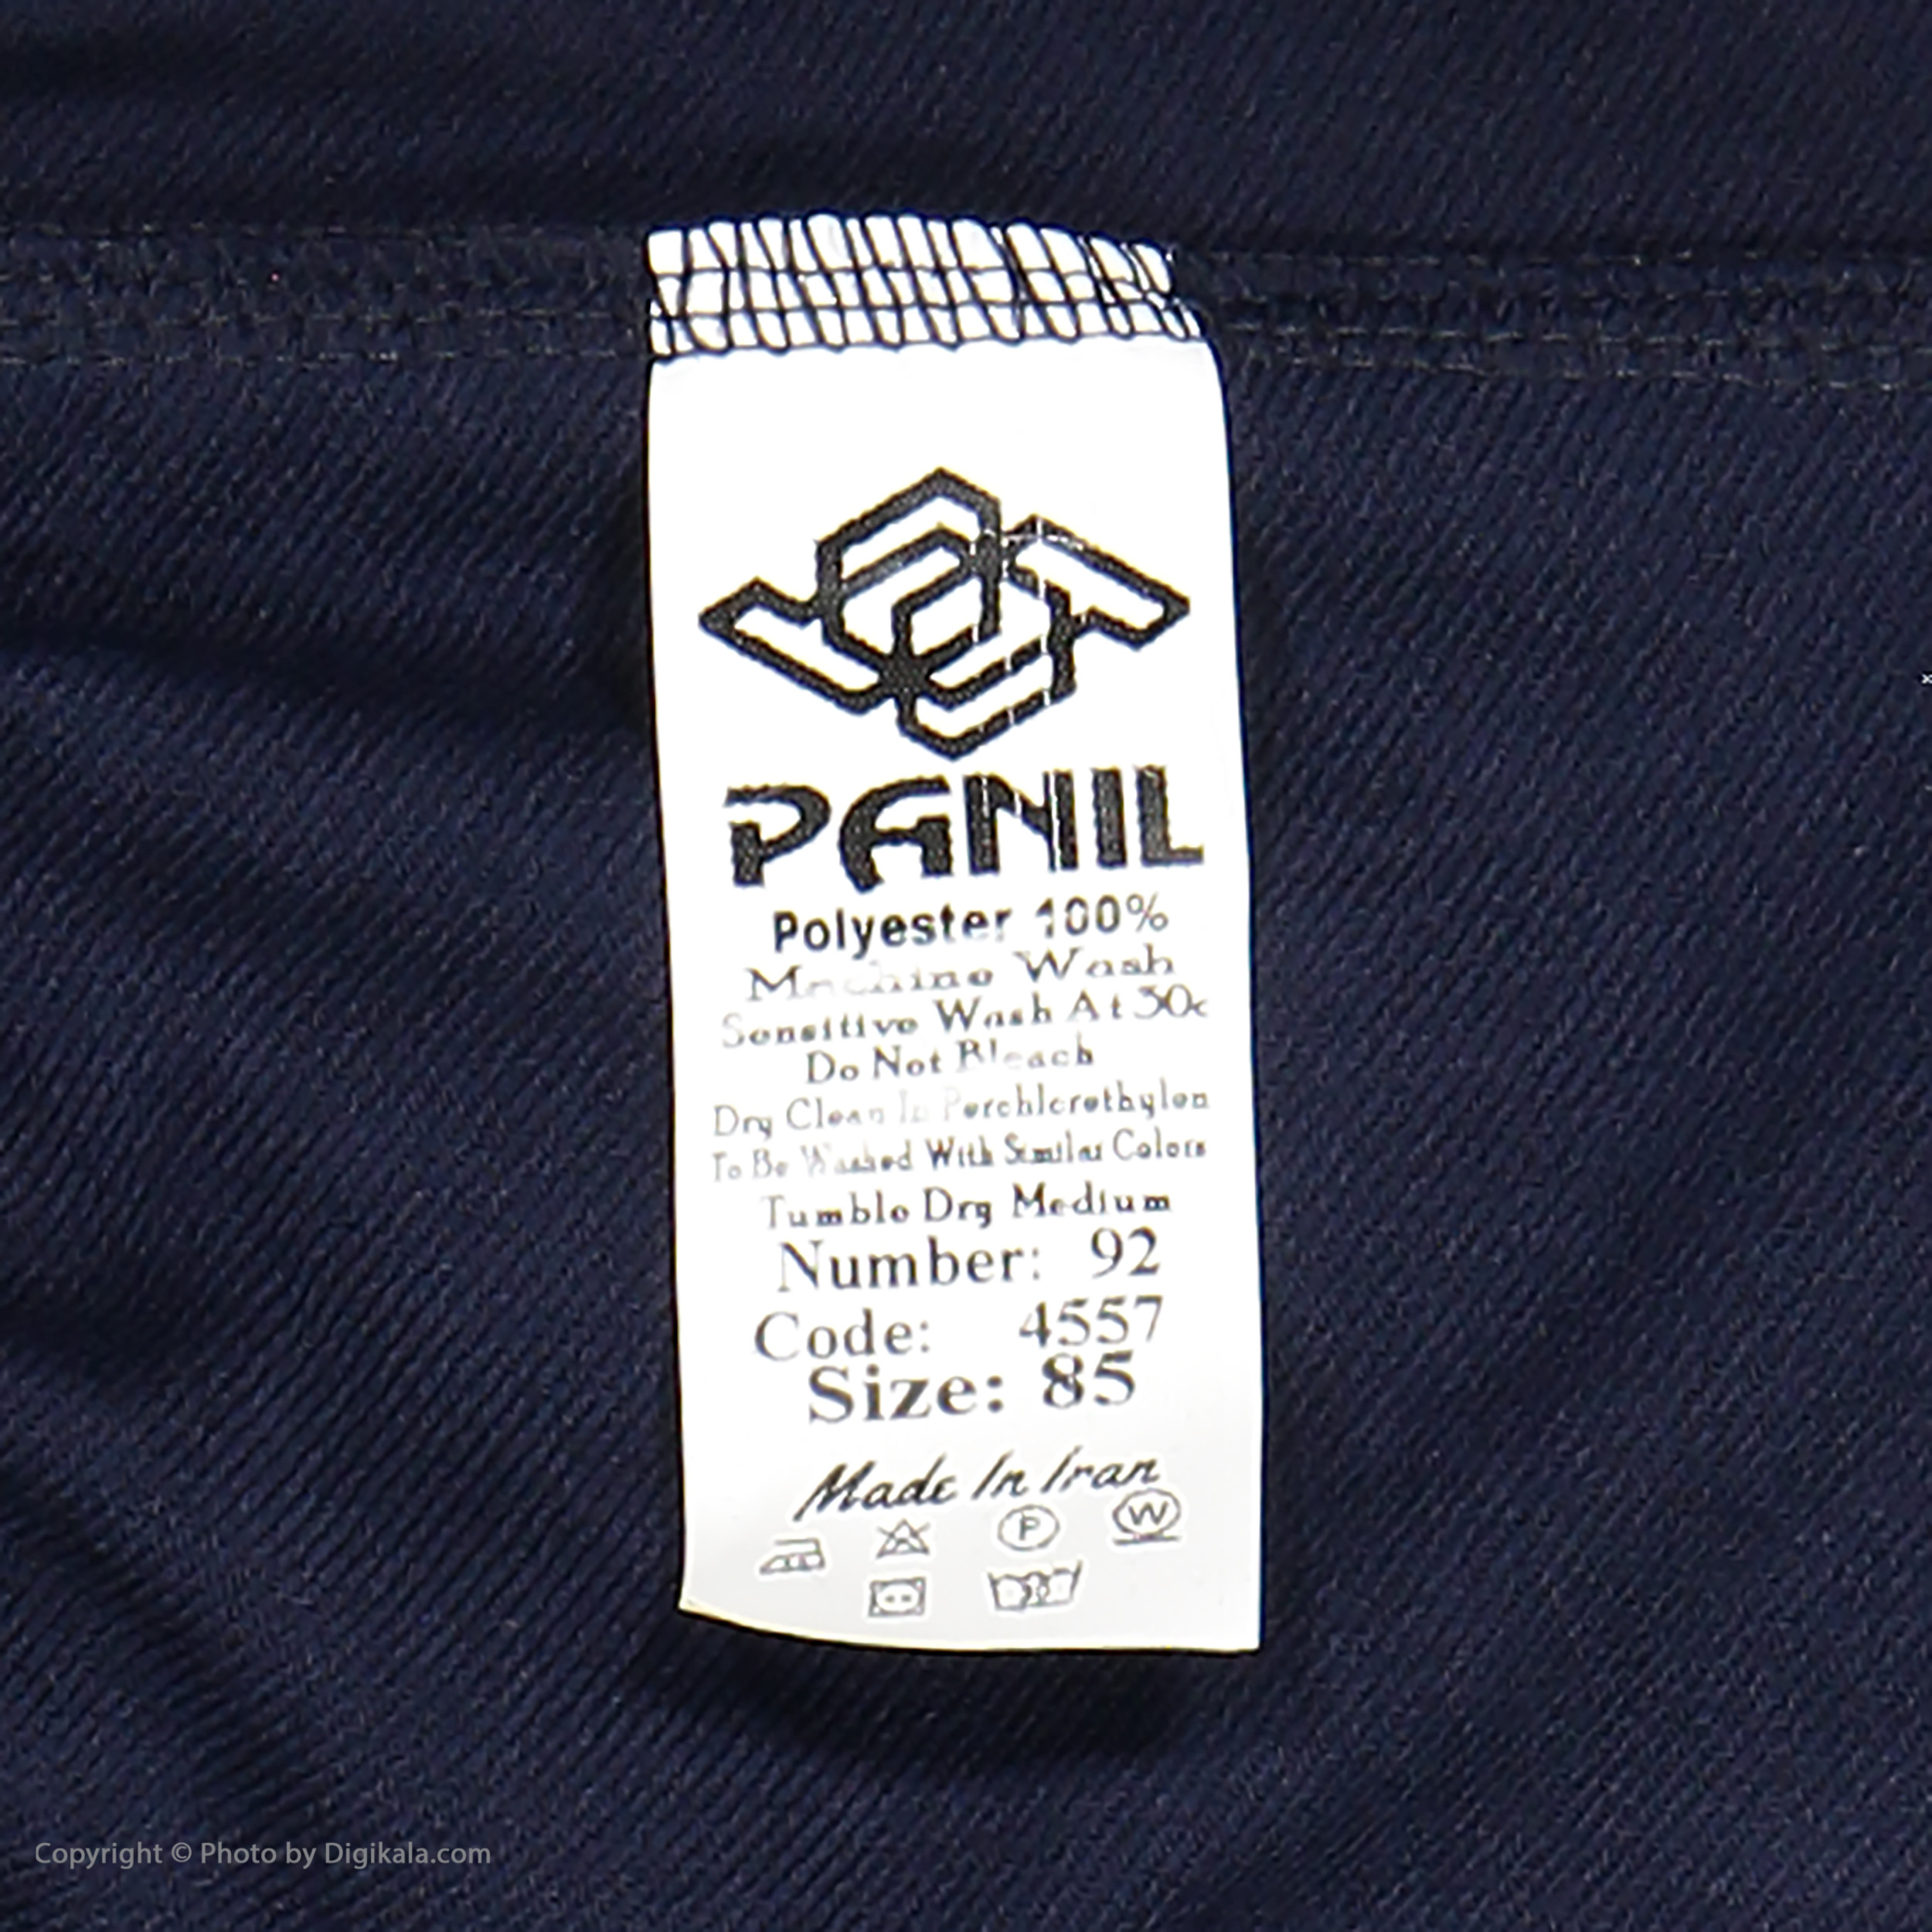 PANIL
Polyester 100%
Machine Wash
Sensitive Wash At 30c
Do Not Bleach
Dry Clean In Perchlorethylen
To Be Washed With Similar Colors
Tumble Dry Medium
Number: 92
Code: 4557
Size: 85
Made In Iran
P W
Copyright © Photo by Digikala.com